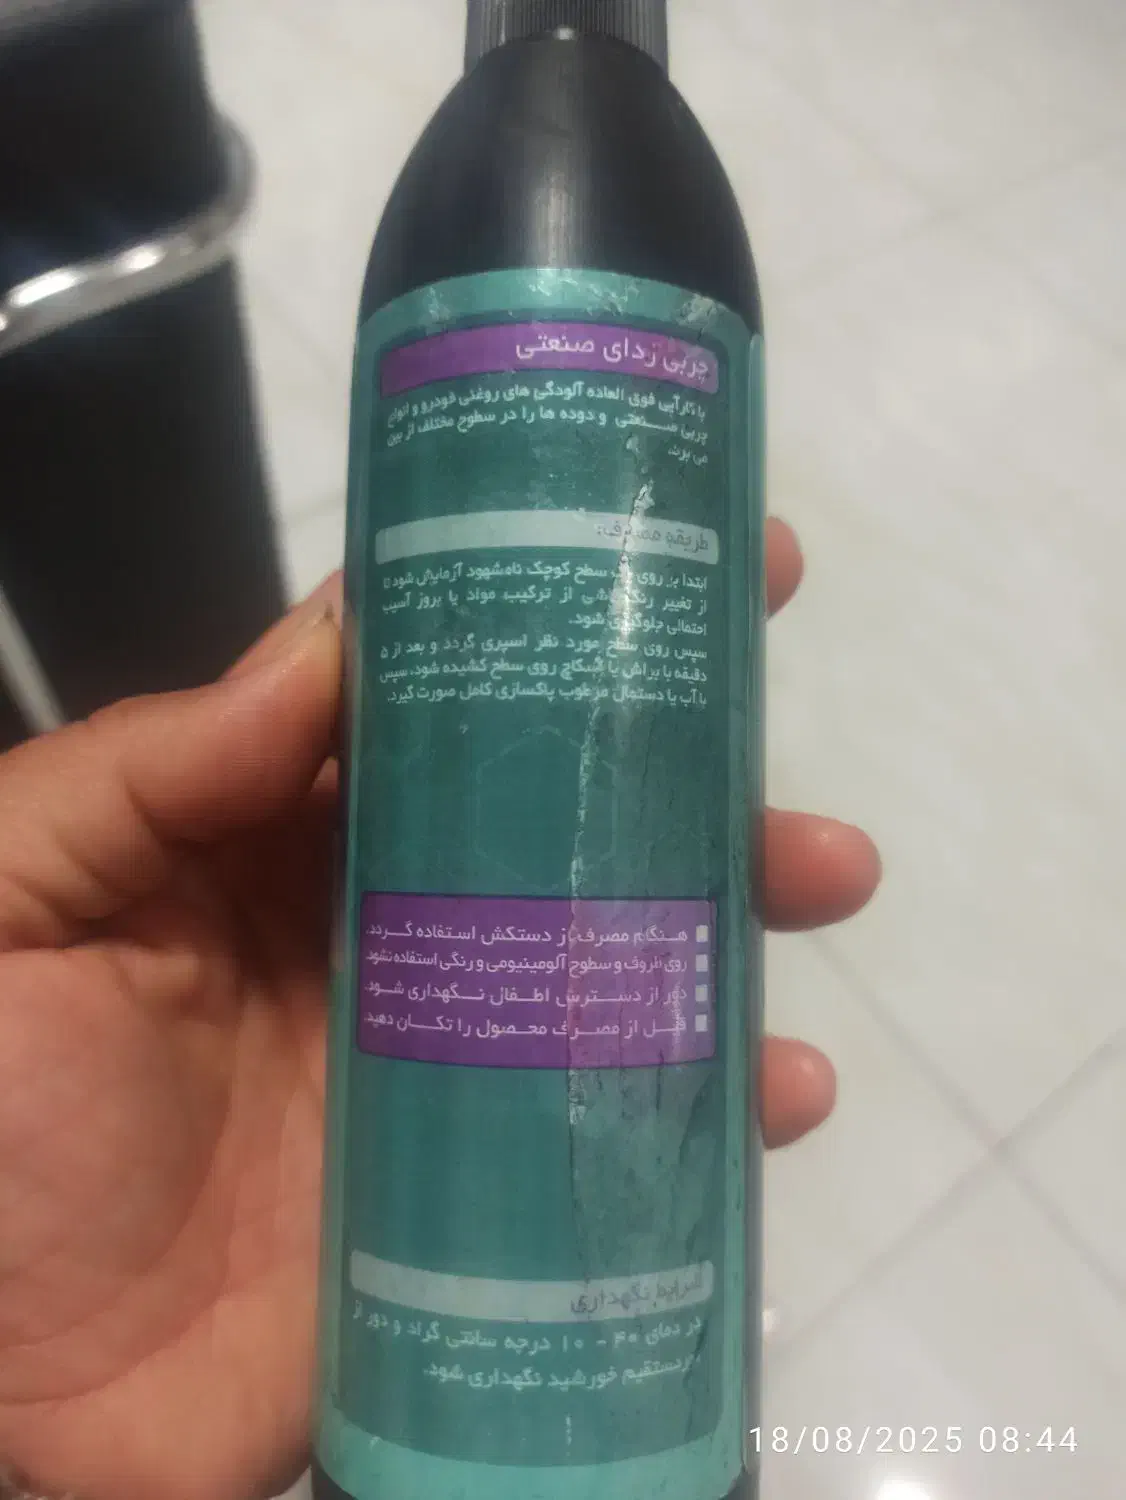 چربی زدای صنعتی
با کارآیی فوق العاده آلودگی های روغنی خودرو و انواع
چربی صنعتی و دوده ها را در سطوح مختلف از بین
می برد.
طریقه مصرف:
ابتدا بر روی یک سطح کوچک نامشهود آزمایش شود تا
از تغییر رنگ ناشی از ترکیب مواد یا بروز آسیب
احتمالی جلوگیری شود.
سپس روی سطح مورد نظر اسپری گردد و بعد از ۵
دقیقه با براش یا اسکاچ روی سطح کشیده شود، سپس
با آب یا دستمال مرطوب پاکسازی کامل صورت گیرد.
هنگام مصرف از دستکش استفاده گردد.
روی ظروف و سطوح آلومینیومی و رنگی استفاده نشود.
دور از دسترس اطفال نگهداری شود.
قبل از مصرف محصول را تکان دهید.
شرایط نگهداری
در دمای ۴۰ - ۱۰ درجه سانتی گراد و دور از
نور مستقیم خورشید نگهداری شود.
18/08/2025 08:44